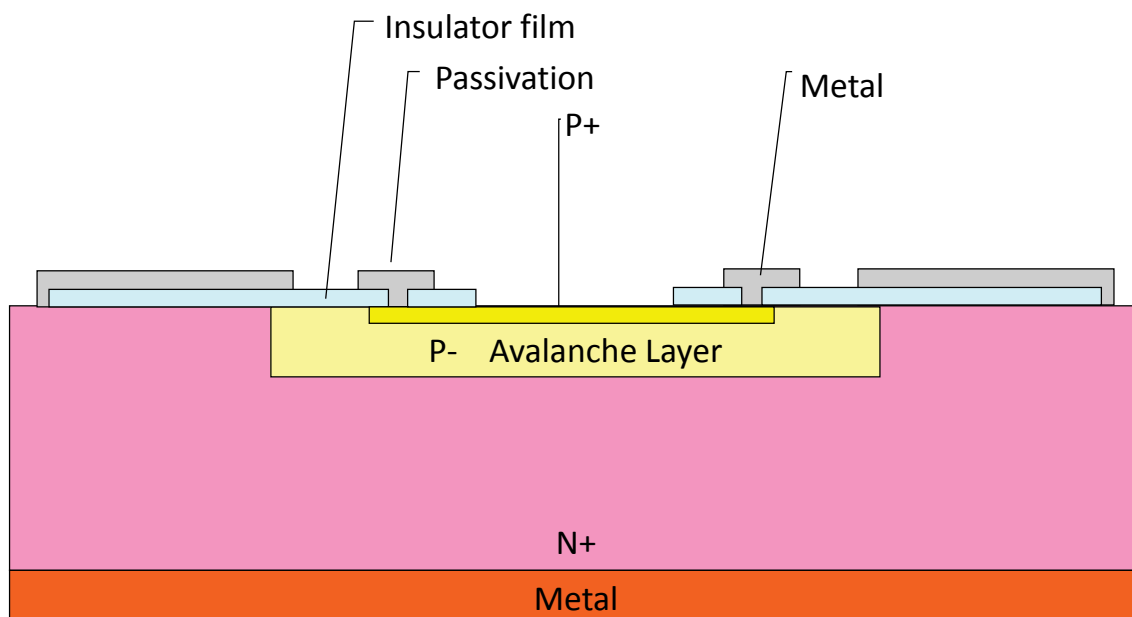 Insulator film
Passivation
Metal
P+
P- Avalanche Layer
N+
Metal